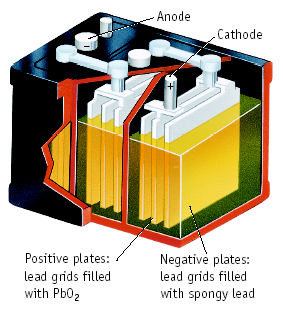 Anode
Cathode
−
+
Positive plates:
lead grids filled
with PbO₂
Negative plates:
lead grids filled
with spongy lead